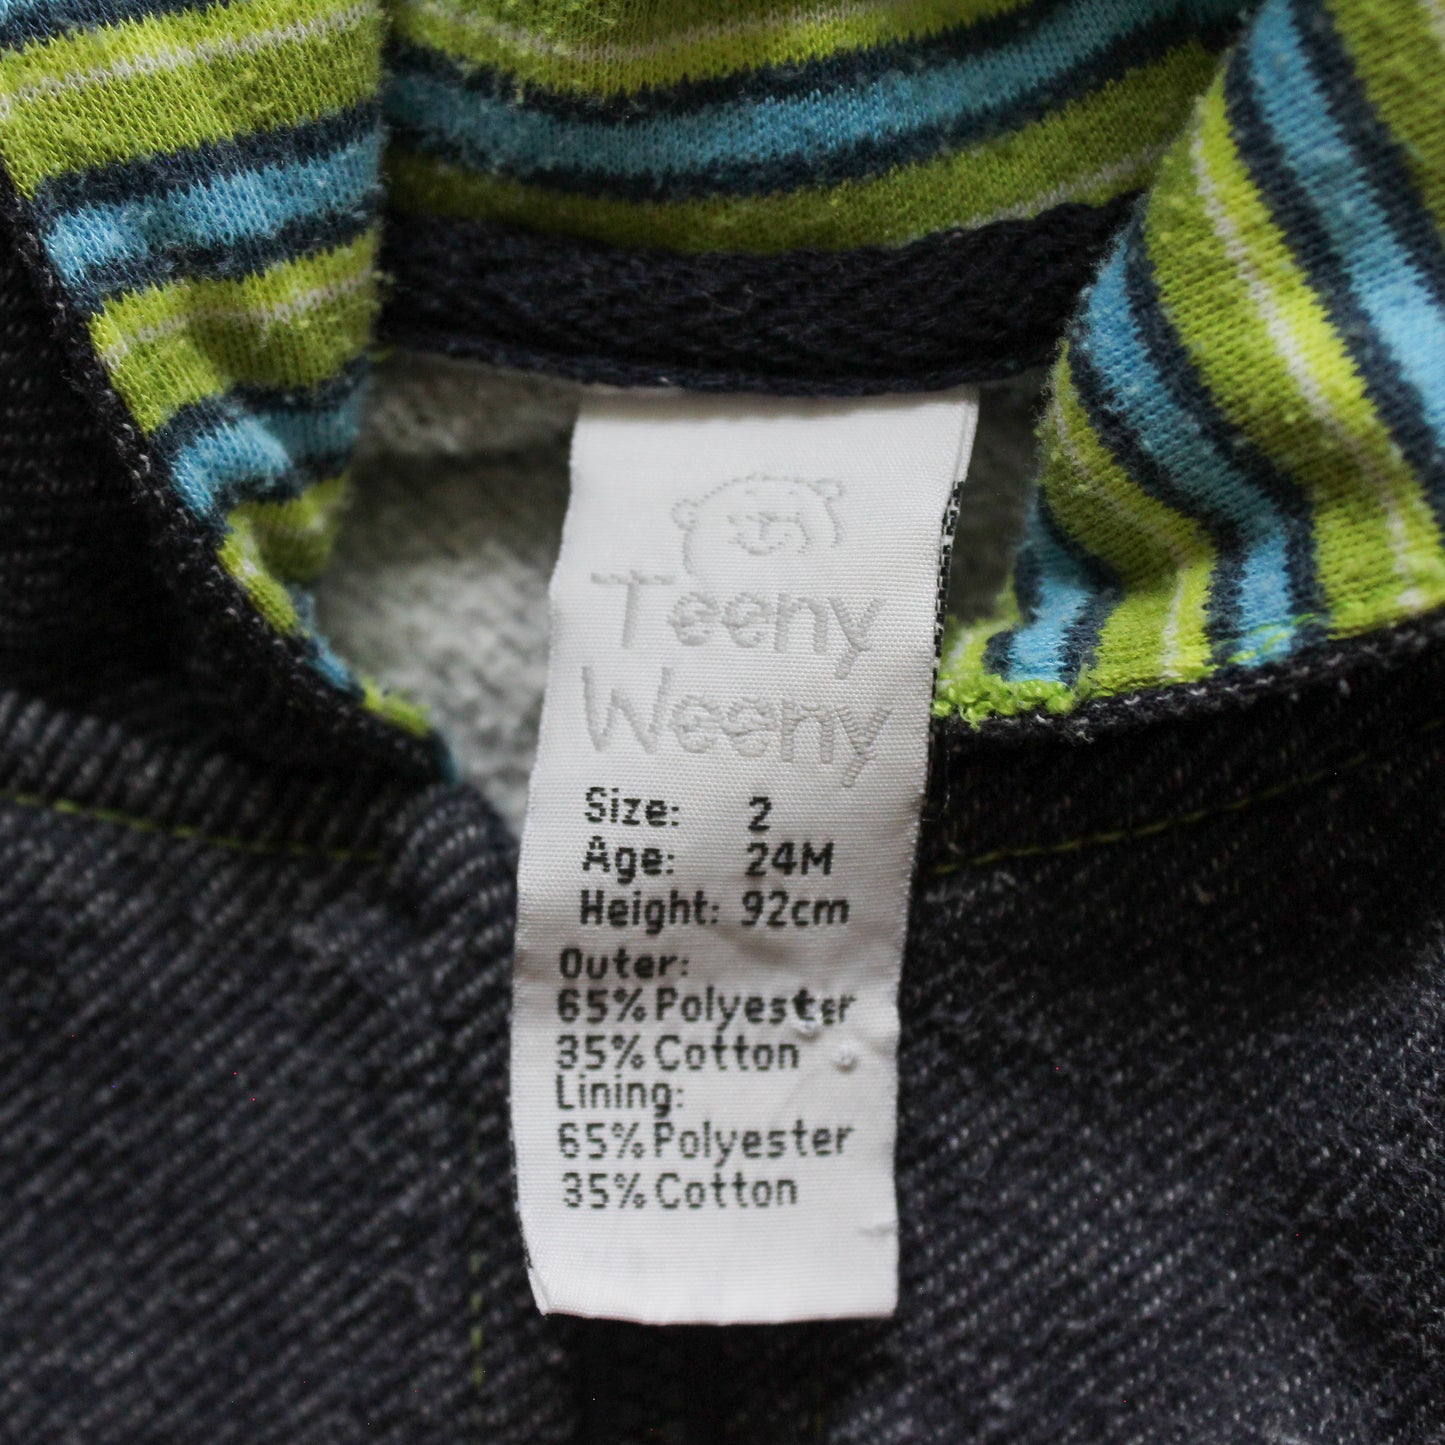 Teeny
Weeny
Size: 2
Age: 24M
Height: 92cm
Outer:
65% Polyester
35% Cotton
Lining:
65% Polyester
35% Cotton